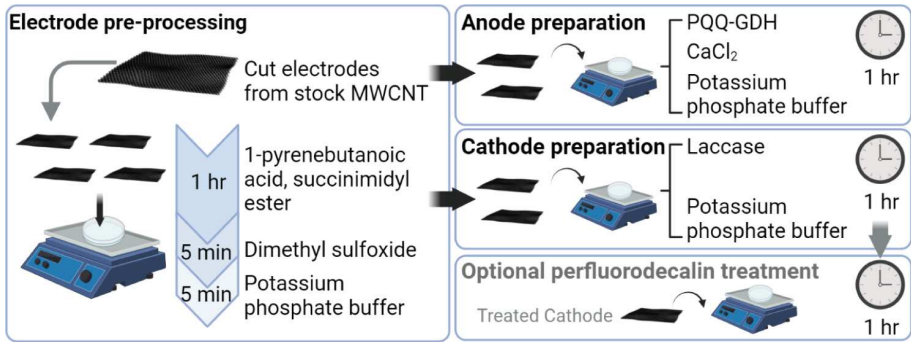 Electrode pre-processing
Cut electrodes
from stock MWCNT
1 hr
1-pyrenebutanoic
acid, succinimidyl
ester
5 min
Dimethyl sulfoxide
5 min
Potassium
phosphate buffer
Anode preparation
PQQ-GDH
CaCl₂
Potassium
phosphate buffer
1 hr
Cathode preparation
Laccase
Potassium
phosphate buffer
1 hr
Optional perfluorodecalin treatment
Treated Cathode
1 hr